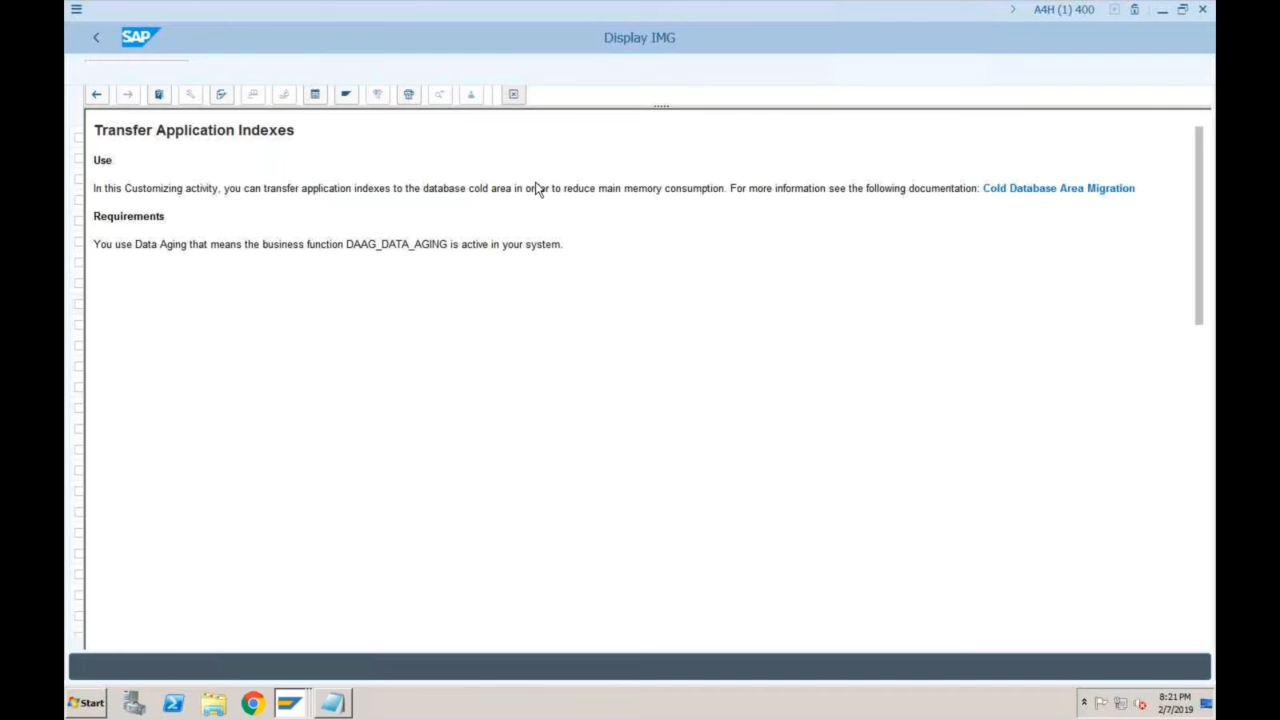 A4H (1) 400
SAP
Display IMG
Transfer Application Indexes
Use
In this Customizing activity, you can transfer application indexes to the database cold area in order to reduce main memory consumption. For more information see the following documentation: Cold Database Area Migration
Requirements
You use Data Aging that means the business function DAAG_DATA_AGING is active in your system.
Start
8:21 PM
2/7/2019